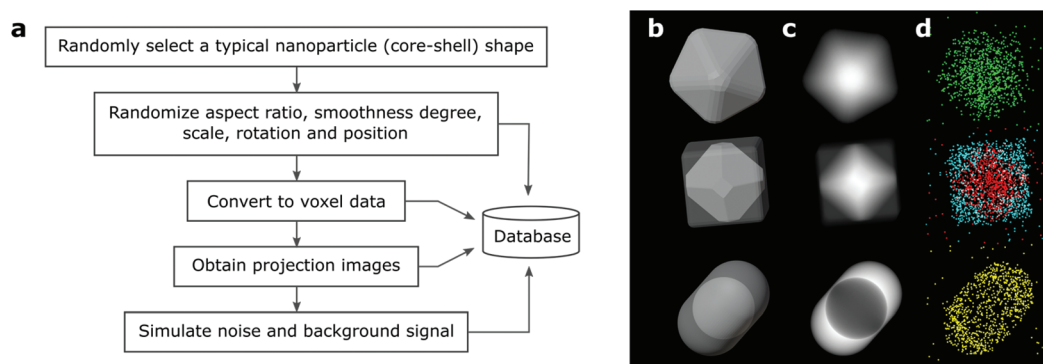 a
Randomly select a typical nanoparticle (core-shell) shape
Randomize aspect ratio, smoothness degree,
scale, rotation and position
Convert to voxel data
Database
Obtain projection images
Simulate noise and background signal
b
c
d